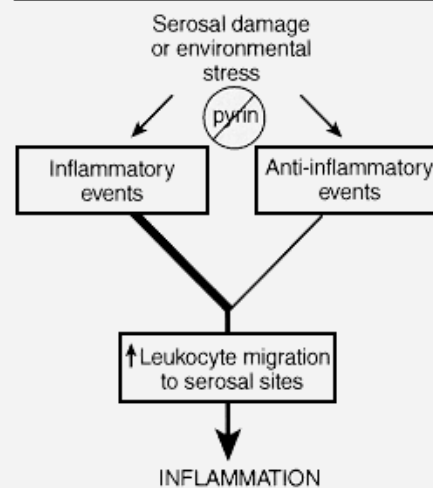 Serosal damage
or environmental
stress
pyrin
Inflammatory
events
Anti-inflammatory
events
↑Leukocyte migration
to serosal sites
INFLAMMATION